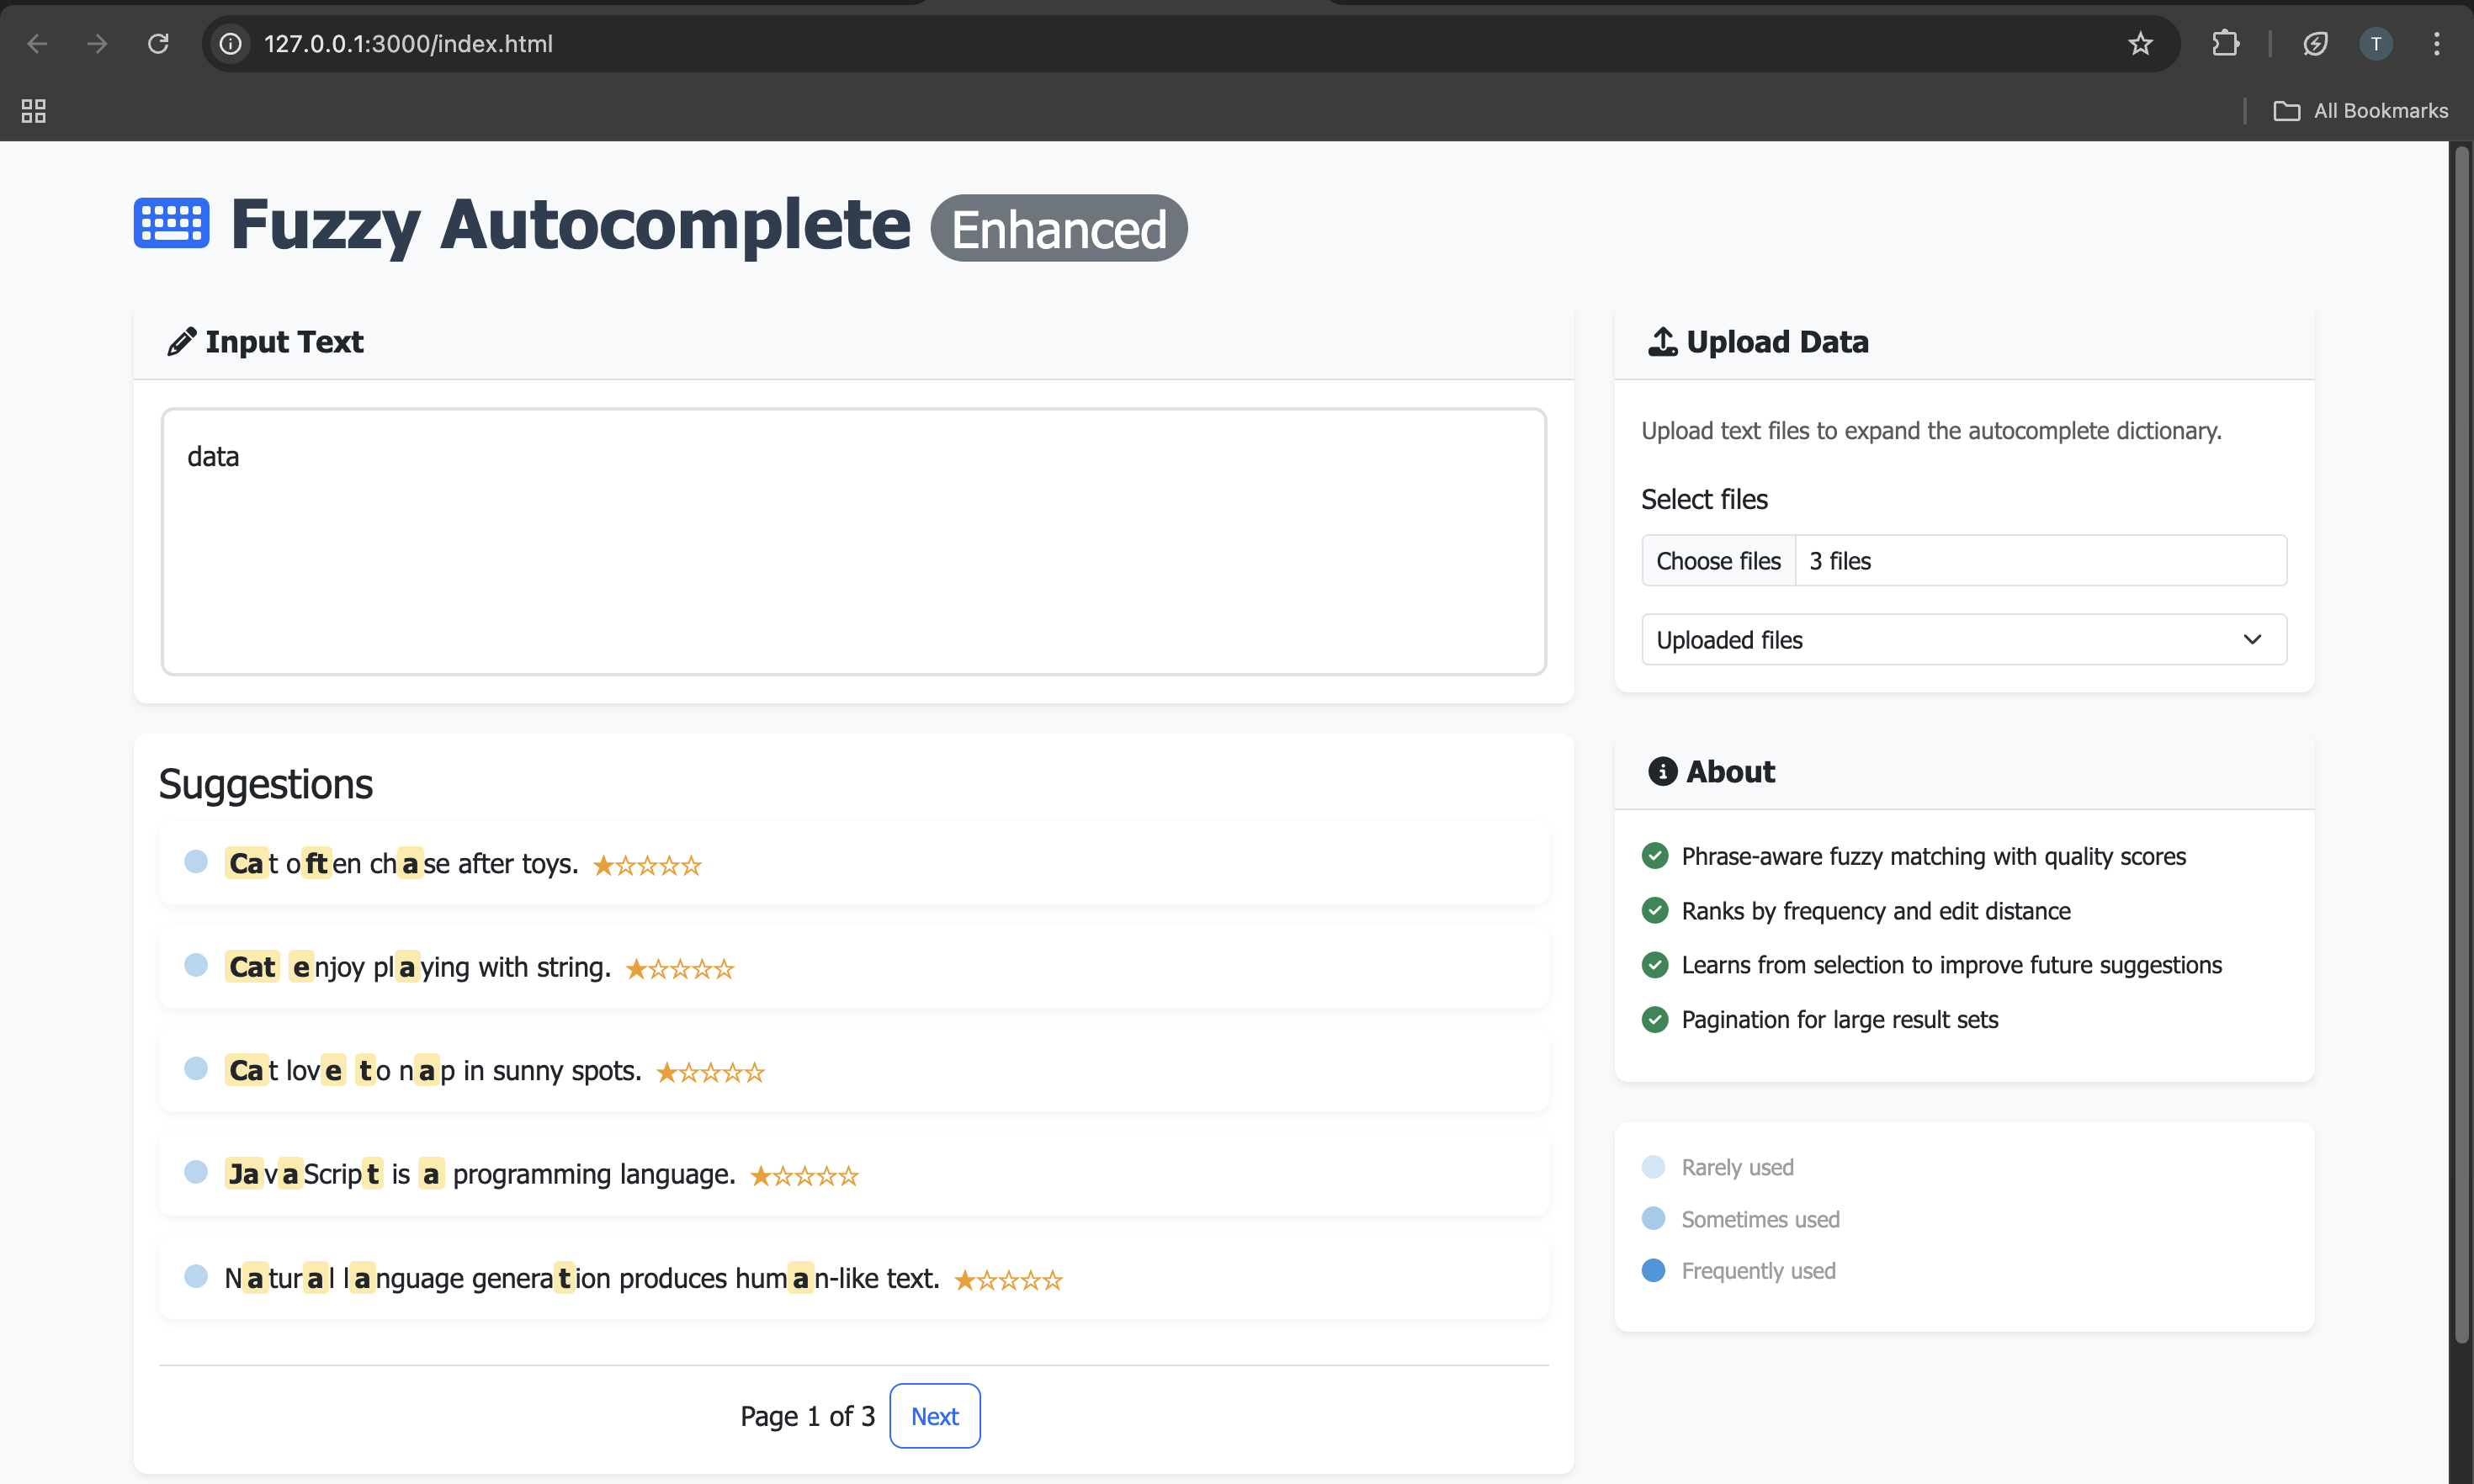 127.0.0.1:3000/index.html
T
All Bookmarks
Fuzzy Autocomplete Enhanced
Input Text
data
Suggestions
Cat often chase after toys.
Cat enjoy playing with string.
Cat love to nap in sunny spots.
JavaScript is a programming language.
Natural language generation produces human-like text.
Page 1 of 3 Next
Upload Data
Upload text files to expand the autocomplete dictionary.
Select files
Choose files 3 files
Uploaded files
About
Phrase-aware fuzzy matching with quality scores
Ranks by frequency and edit distance
Learns from selection to improve future suggestions
Pagination for large result sets
Rarely used
Sometimes used
Frequently used